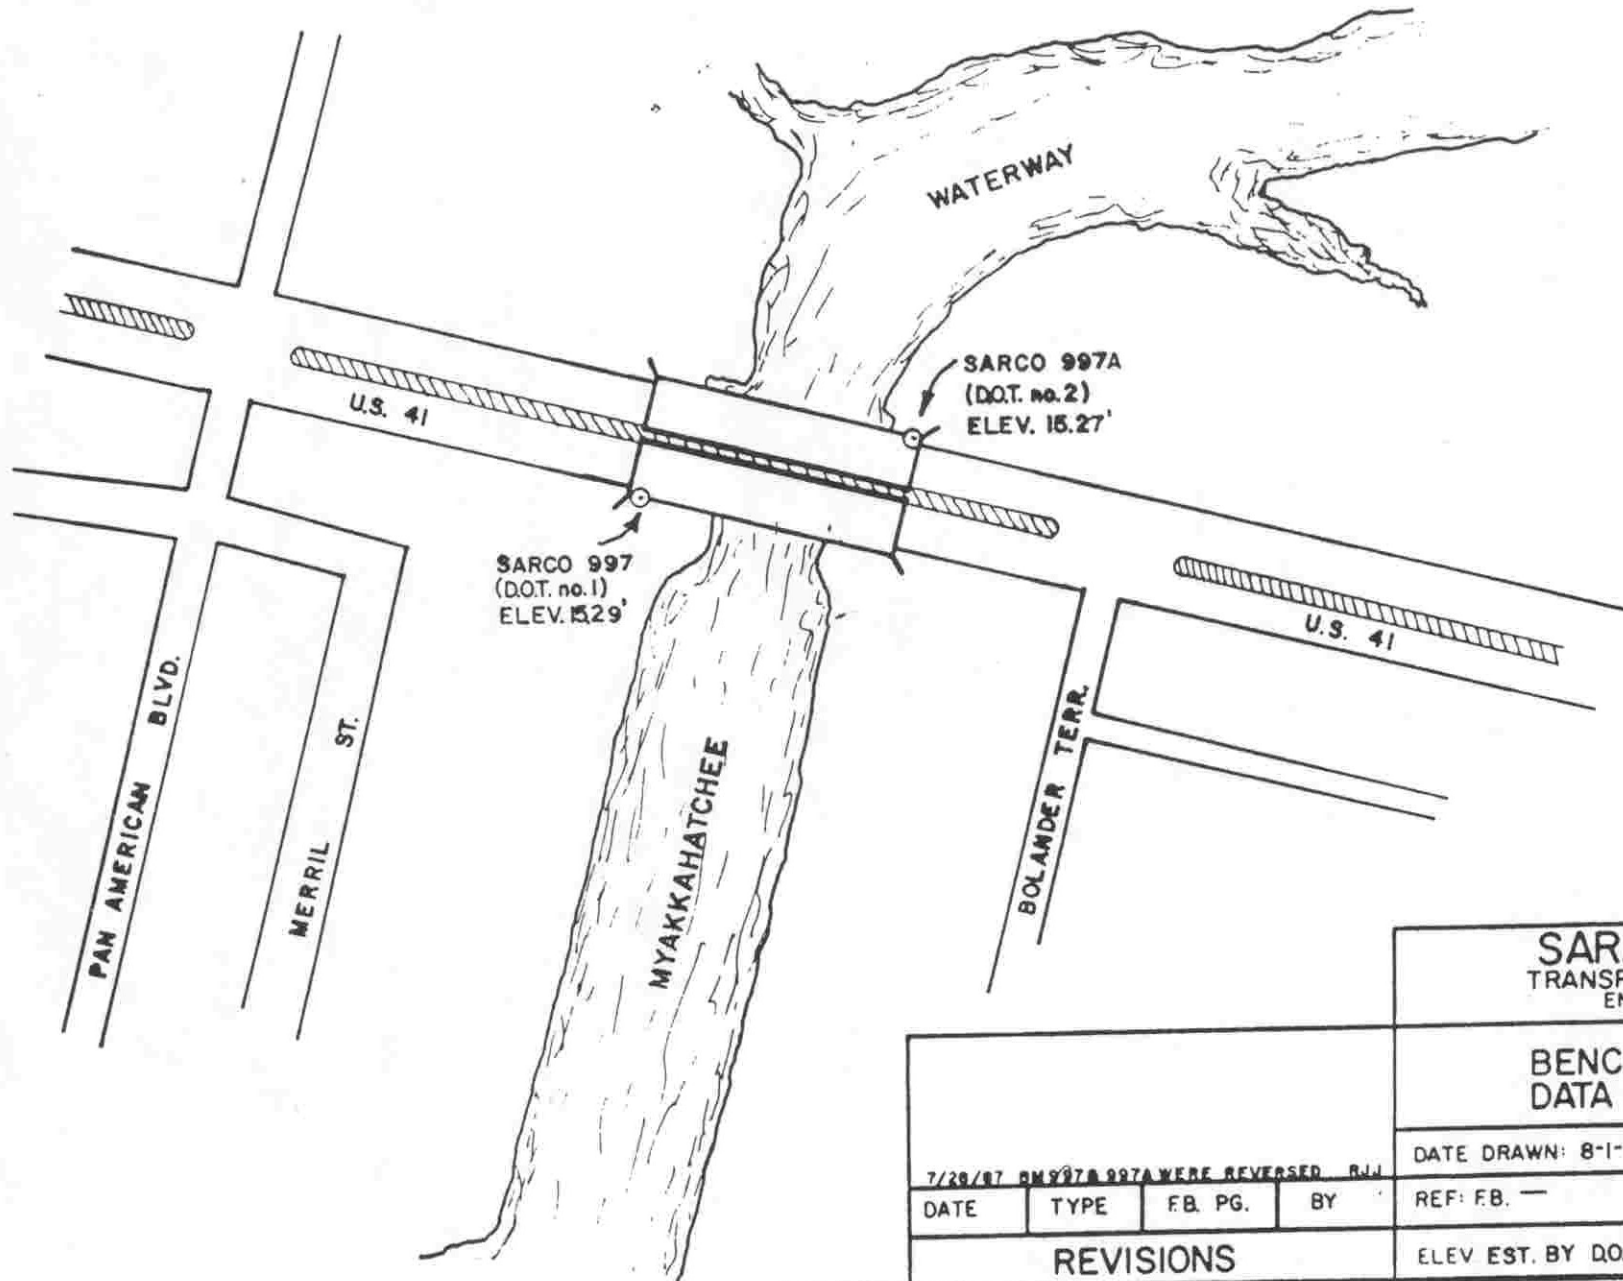 WATERWAY
SARCO 997A
(D.O.T. no. 2)
ELEV. 15.27'
U.S. 41
SARCO 997
(D.O.T. no. 1)
ELEV. 15.29'
U.S. 41
PAN AMERICAN BLVD.
MERRIL ST.
MYAKKAHATCHEE
BOLANDER TERR.
SAR
TRANSP
EN
BENC
DATA
DATE DRAWN: 8-1-
7/28/87 BM 997 & 997A WERE REVERSED RJJ
DATE TYPE F.B. PG. BY
REF: F.B. —
REVISIONS
ELEV EST. BY D.O